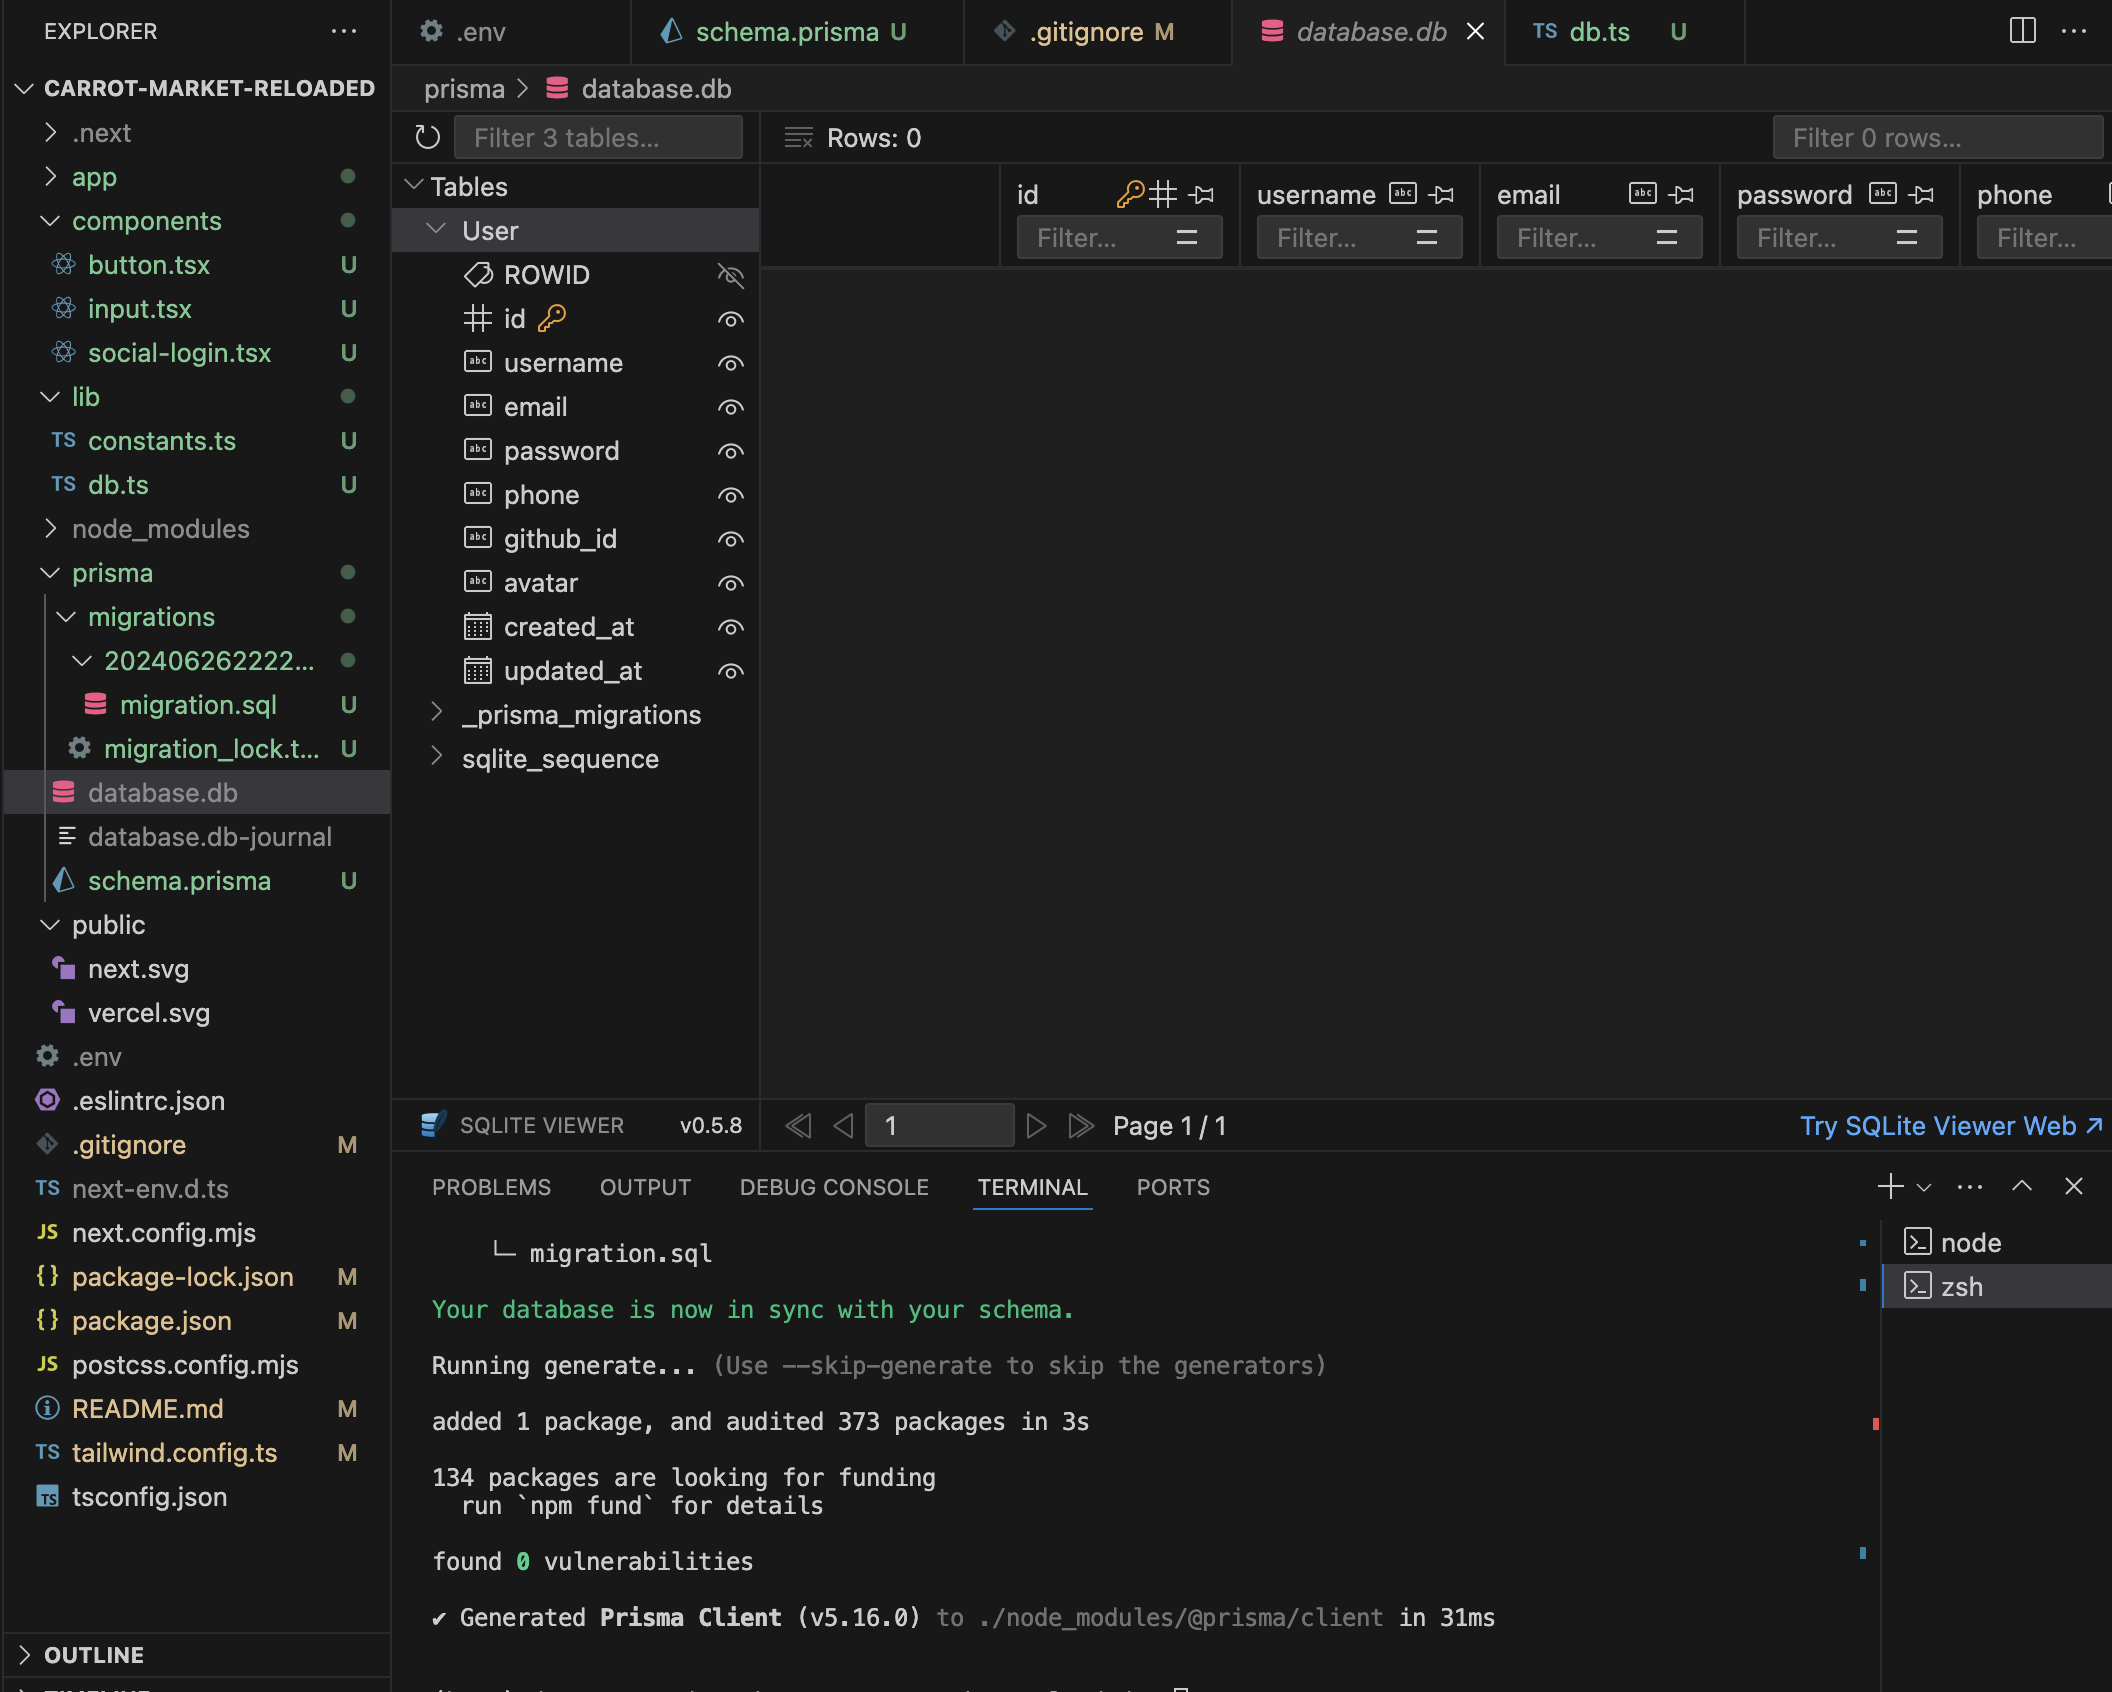 EXPLORER
CARROT-MARKET-RELOADED
.next
app
components
button.tsx U
input.tsx U
social-login.tsx U
lib
TS constants.ts U
TS db.ts U
node_modules
prisma
migrations
202406262222...
migration.sql U
migration_lock.t... U
database.db
database.db-journal
schema.prisma U
public
next.svg
vercel.svg
.env
.eslintrc.json
.gitignore M
TS next-env.d.ts
JS next.config.mjs
{} package-lock.json M
{} package.json M
JS postcss.config.mjs
README.md M
TS tailwind.config.ts M
TS tsconfig.json
OUTLINE
.env
schema.prisma U
.gitignore M
database.db
TS db.ts U
prisma > database.db
Filter 3 tables...
Rows: 0
Filter 0 rows...
Tables
User
ROWID
id
username
email
password
phone
github_id
avatar
created_at
updated_at
_prisma_migrations
sqlite_sequence
id
username
email
password
phone
Filter...
Filter...
Filter...
Filter...
Filter...
SQLITE VIEWER v0.5.8
1
Page 1 / 1
Try SQLite Viewer Web
PROBLEMS OUTPUT DEBUG CONSOLE TERMINAL PORTS
└─ migration.sql
Your database is now in sync with your schema.
Running generate... (Use --skip-generate to skip the generators)
added 1 package, and audited 373 packages in 3s
134 packages are looking for funding
run `npm fund` for details
found 0 vulnerabilities
✔ Generated Prisma Client (v5.16.0) to ./node_modules/@prisma/client in 31ms
node
zsh